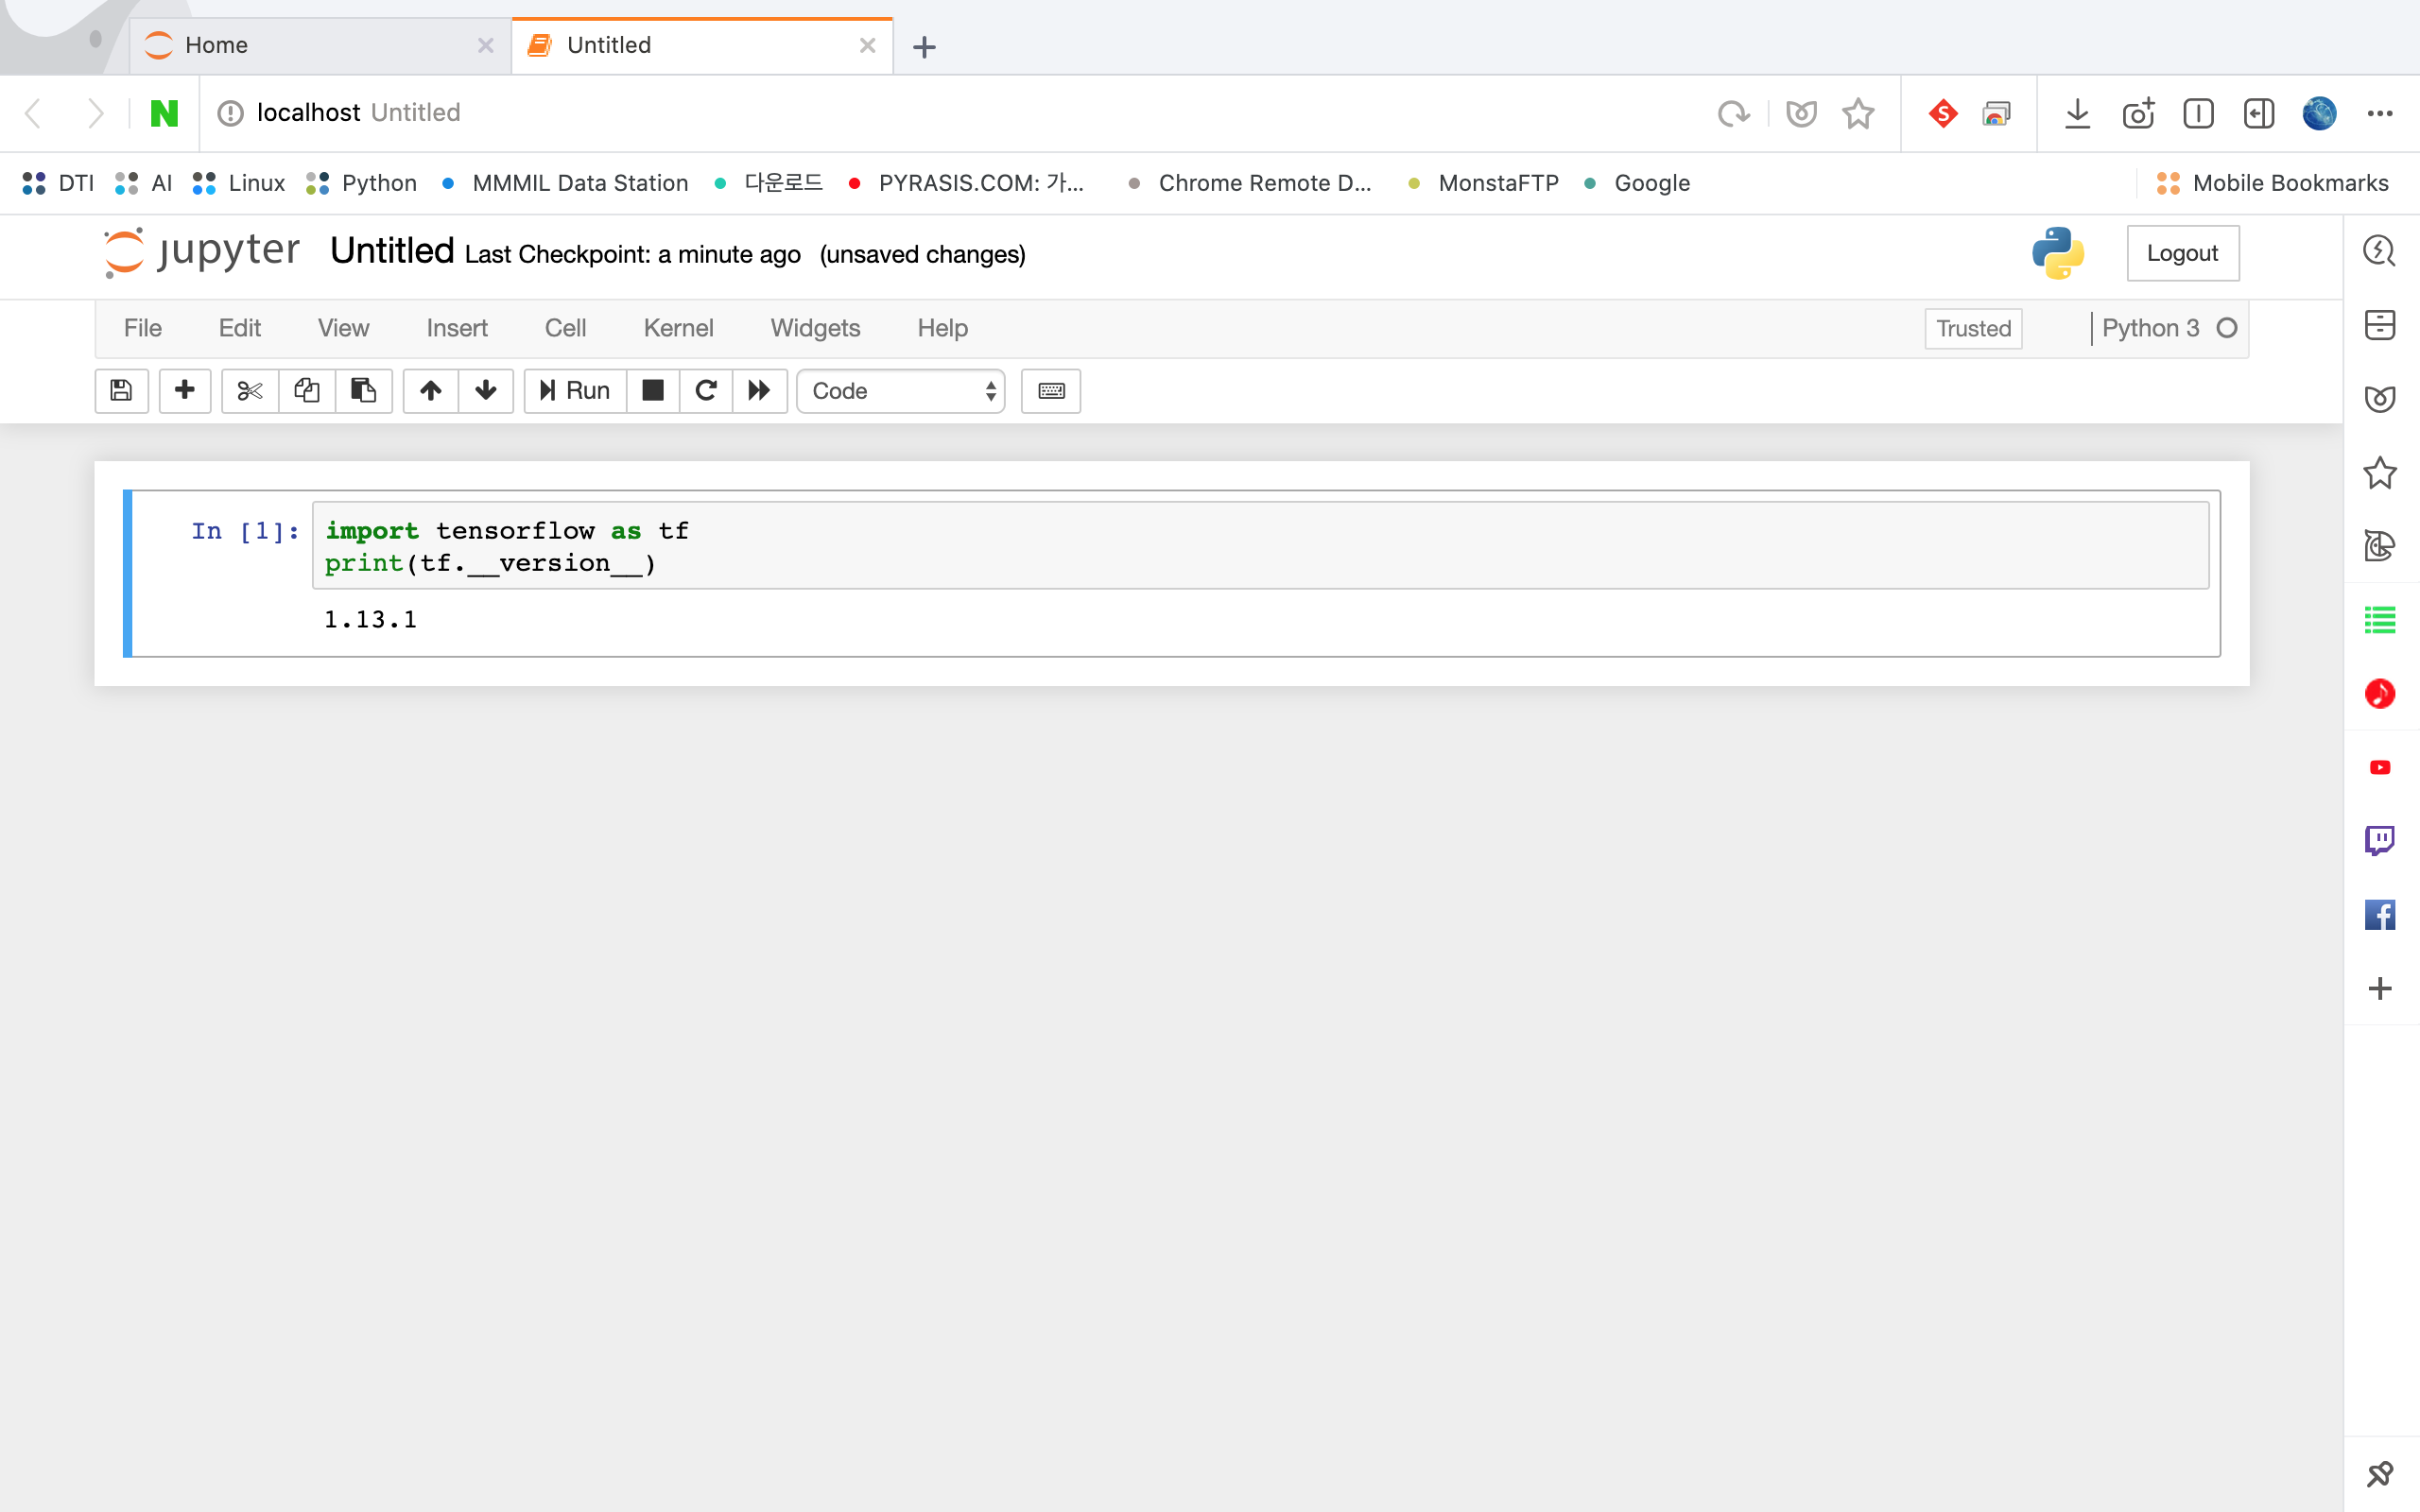 Home
Untitled
localhost Untitled
DTI AI Linux Python MMMIL Data Station 다운로드 PYRASIS.COM: 가... Chrome Remote D... MonstaFTP Google Mobile Bookmarks
jupyter Untitled Last Checkpoint: a minute ago (unsaved changes) Logout
File Edit View Insert Cell Kernel Widgets Help Trusted Python 3
Run Code
In [1]: import tensorflow as tf
print(tf.__version__)
1.13.1